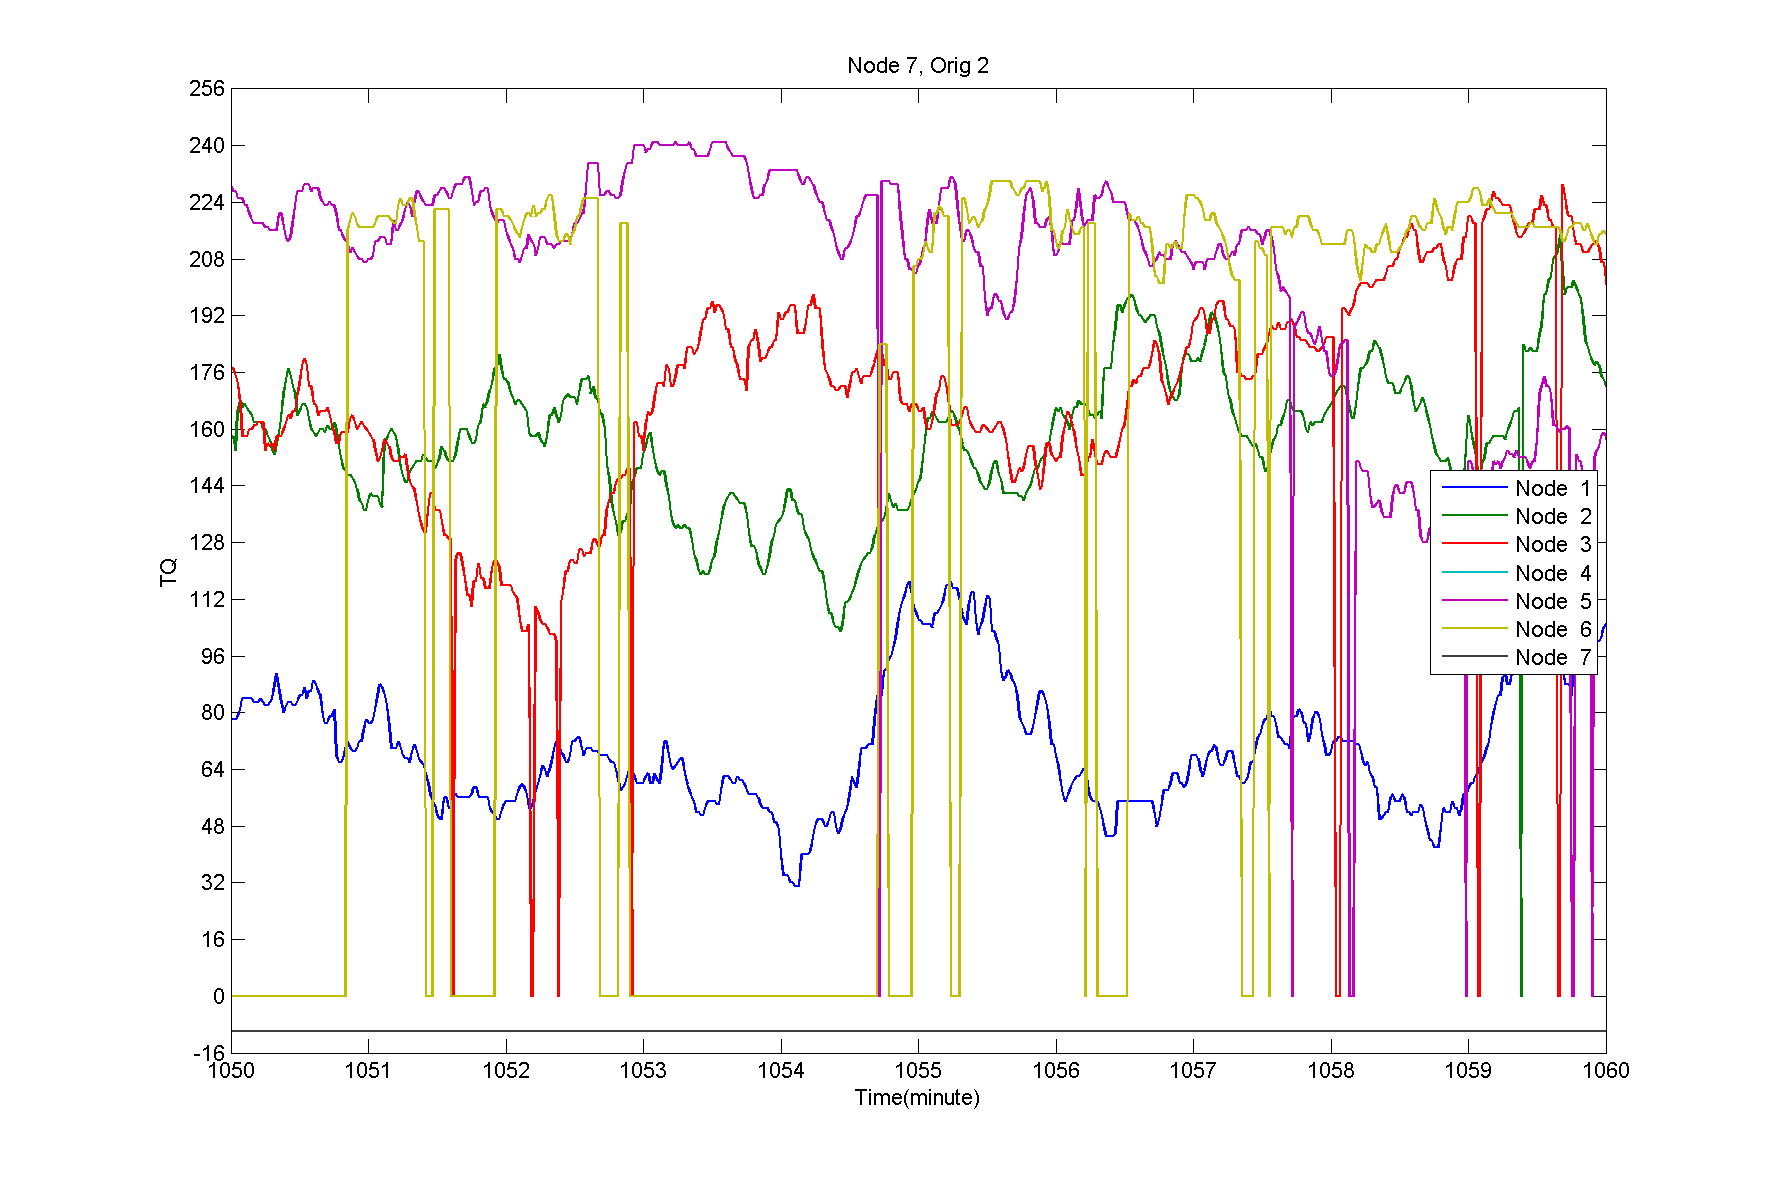 Node 7, Orig 2
256
240
224
208
192
176
160
144
128
112
96
80
64
48
32
16
0
-16
TQ
1050 1051 1052 1053 1054 1055 1056 1057 1058 1059 1060
Time(minute)
Node 1
Node 2
Node 3
Node 4
Node 5
Node 6
Node 7